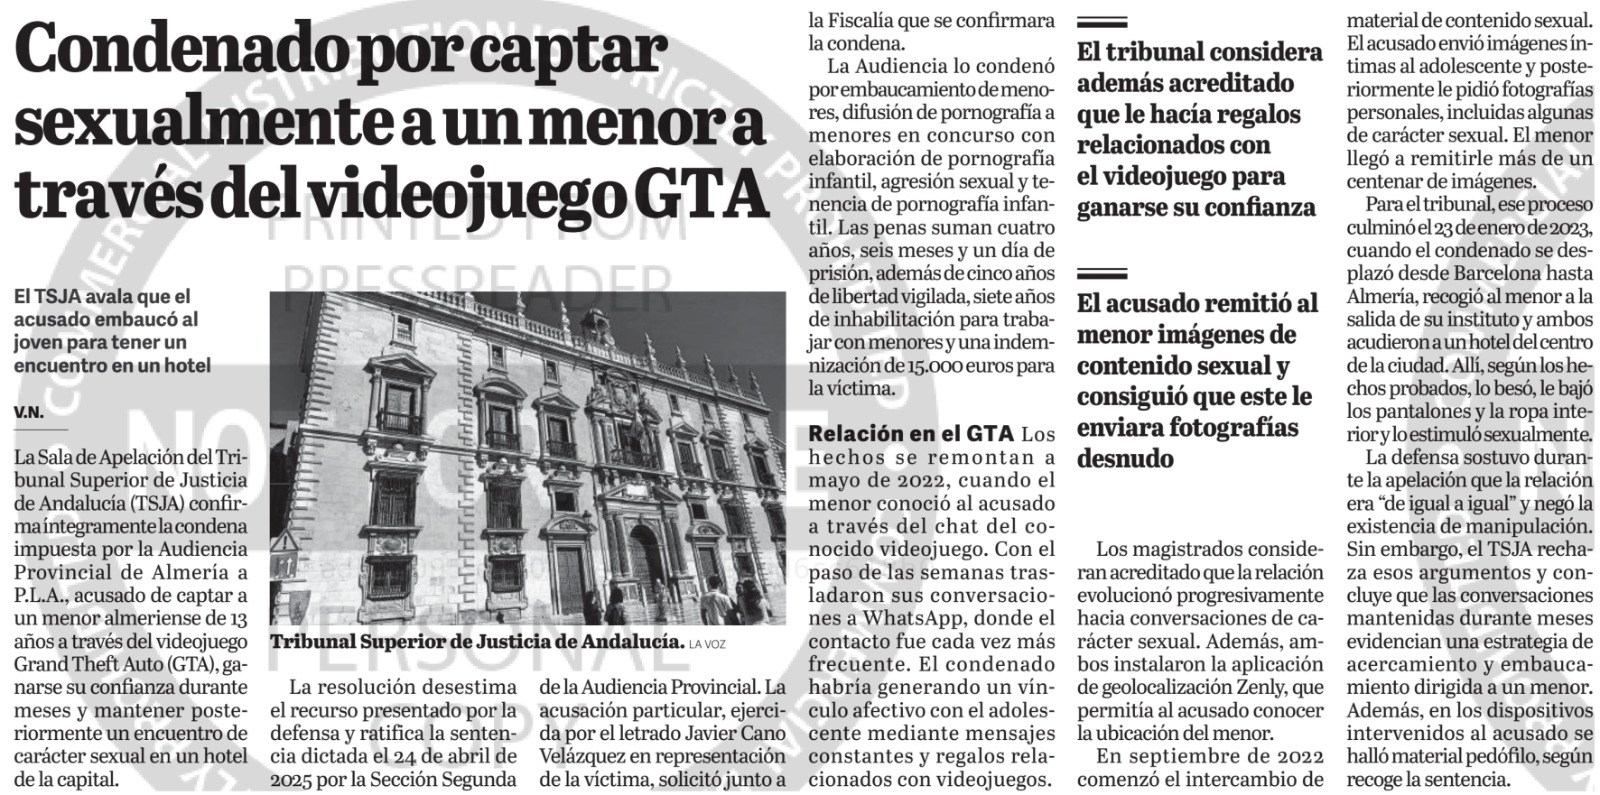 Condenado por captar
sexualmente a un menor a
través del videojuego GTA
El TSJA avala que el
acusado embaucó al
joven para tener un
encuentro en un hotel
V.N.
La Sala de Apelación del Tri-
bunal Superior de Justicia
de Andalucía (TSJA) confir-
ma íntegramente la condena
impuesta por la Audiencia
Provincial de Almería a
P.L.A., acusado de captar a
un menor almeriense de 13
años a través del videojuego
Grand Theft Auto (GTA), ga-
narse su confianza durante
meses y mantener poste-
riormente un encuentro de
carácter sexual en un hotel
de la capital.
Tribunal Superior de Justicia de Andalucía. LA VOZ
La resolución desestima
el recurso presentado por la
defensa y ratifica la senten-
cia dictada el 24 de abril de
2025 por la Sección Segunda
de la Audiencia Provincial. La
acusación particular, ejerci-
da por el letrado Javier Cano
Velázquez en representación
de la víctima, solicitó junto a
la Fiscalía que se confirmara
la condena.
La Audiencia lo condenó
por embaucamiento de meno-
res, difusión de pornografía a
menores en concurso con
elaboración de pornografía
infantil, agresión sexual y te-
nencia de pornografía infan-
til. Las penas suman cuatro
años, seis meses y un día de
prisión, además de cinco años
de libertad vigilada, siete años
de inhabilitación para traba-
jar con menores y una indem-
nización de 15.000 euros para
la víctima.
Relación en el GTA Los
hechos se remontan a
mayo de 2022, cuando el
menor conoció al acusado
a través del chat del co-
nocido videojuego. Con el
paso de las semanas tras-
ladaron sus conversacio-
nes a WhatsApp, donde el
contacto fue cada vez más
frecuente. El condenado
habría generando un vín-
culo afectivo con el adoles-
cente mediante mensajes
constantes y regalos rela-
cionados con videojuegos.
El tribunal considera
además acreditado
que le hacía regalos
relacionados con
el videojuego para
ganarse su confianza
El acusado remitió al
menor imágenes de
contenido sexual y
consiguió que este le
enviara fotografías
desnudo
Los magistrados conside-
ran acreditado que la relación
evolucionó progresivamente
hacia conversaciones de ca-
rácter sexual. Además, am-
bos instalaron la aplicación
de geolocalización Zenly, que
permitía al acusado conocer
la ubicación del menor.
En septiembre de 2022
comenzó el intercambio de
material de contenido sexual.
El acusado envió imágenes ín-
timas al adolescente y poste-
riormente le pidió fotografías
personales, incluidas algunas
de carácter sexual. El menor
llegó a remitirle más de un
centenar de imágenes.
Para el tribunal, ese proceso
culminó el 23 de enero de 2023,
cuando el condenado se des-
plazó desde Barcelona hasta
Almería, recogió al menor a la
salida de su instituto y ambos
acudieron a un hotel del centro
de la ciudad. Allí, según los he-
chos probados, lo besó, le bajó
los pantalones y la ropa inte-
rior y lo estimuló sexualmente.
La defensa sostuvo duran-
te la apelación que la relación
era “de igual a igual” y negó la
existencia de manipulación.
Sin embargo, el TSJA recha-
za esos argumentos y con-
cluye que las conversaciones
mantenidas durante meses
evidencian una estrategia de
acercamiento y embauca-
miento dirigida a un menor.
Además, en los dispositivos
intervenidos al acusado se
halló material pedófilo, según
recoge la sentencia.
PRINTED FROM
PRESSREADER
PERSONAL
COPY